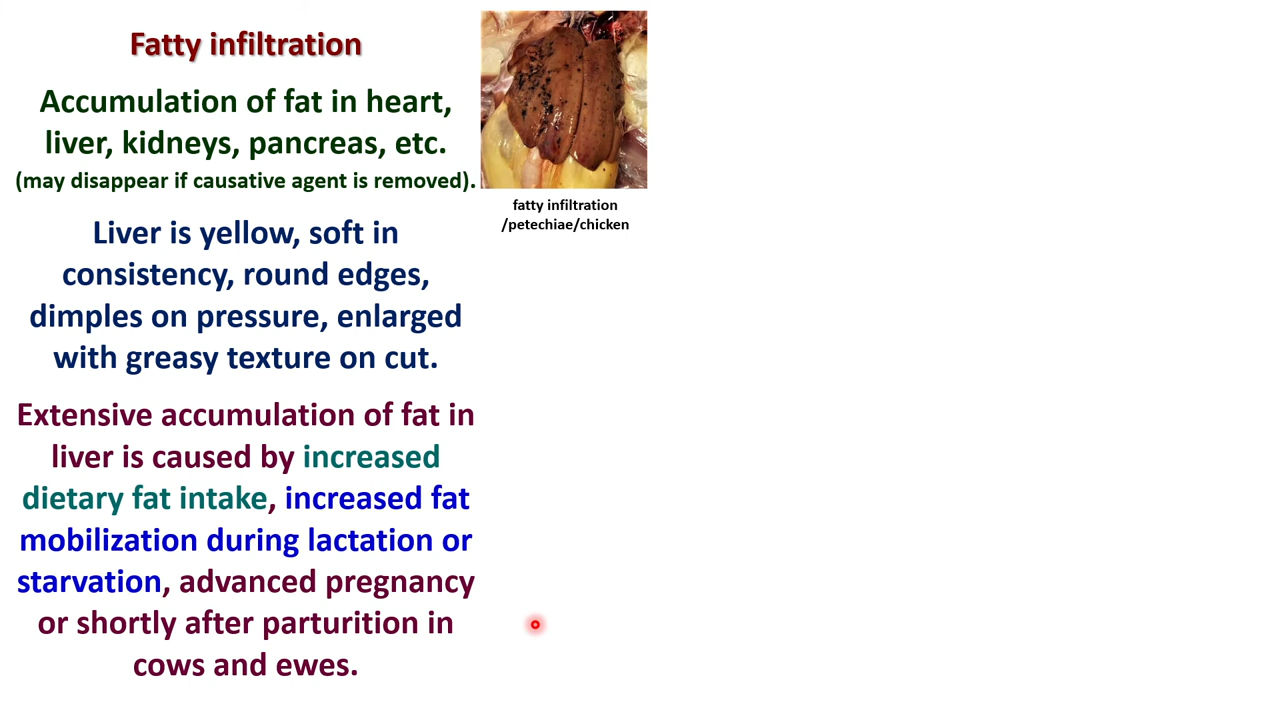 Fatty infiltration
Accumulation of fat in heart,
liver, kidneys, pancreas, etc.
(may disappear if causative agent is removed).
Liver is yellow, soft in
consistency, round edges,
dimples on pressure, enlarged
with greasy texture on cut.
Extensive accumulation of fat in
liver is caused by increased
dietary fat intake, increased fat
mobilization during lactation or
starvation, advanced pregnancy
or shortly after parturition in
cows and ewes.
fatty infiltration
/petechiae/chicken